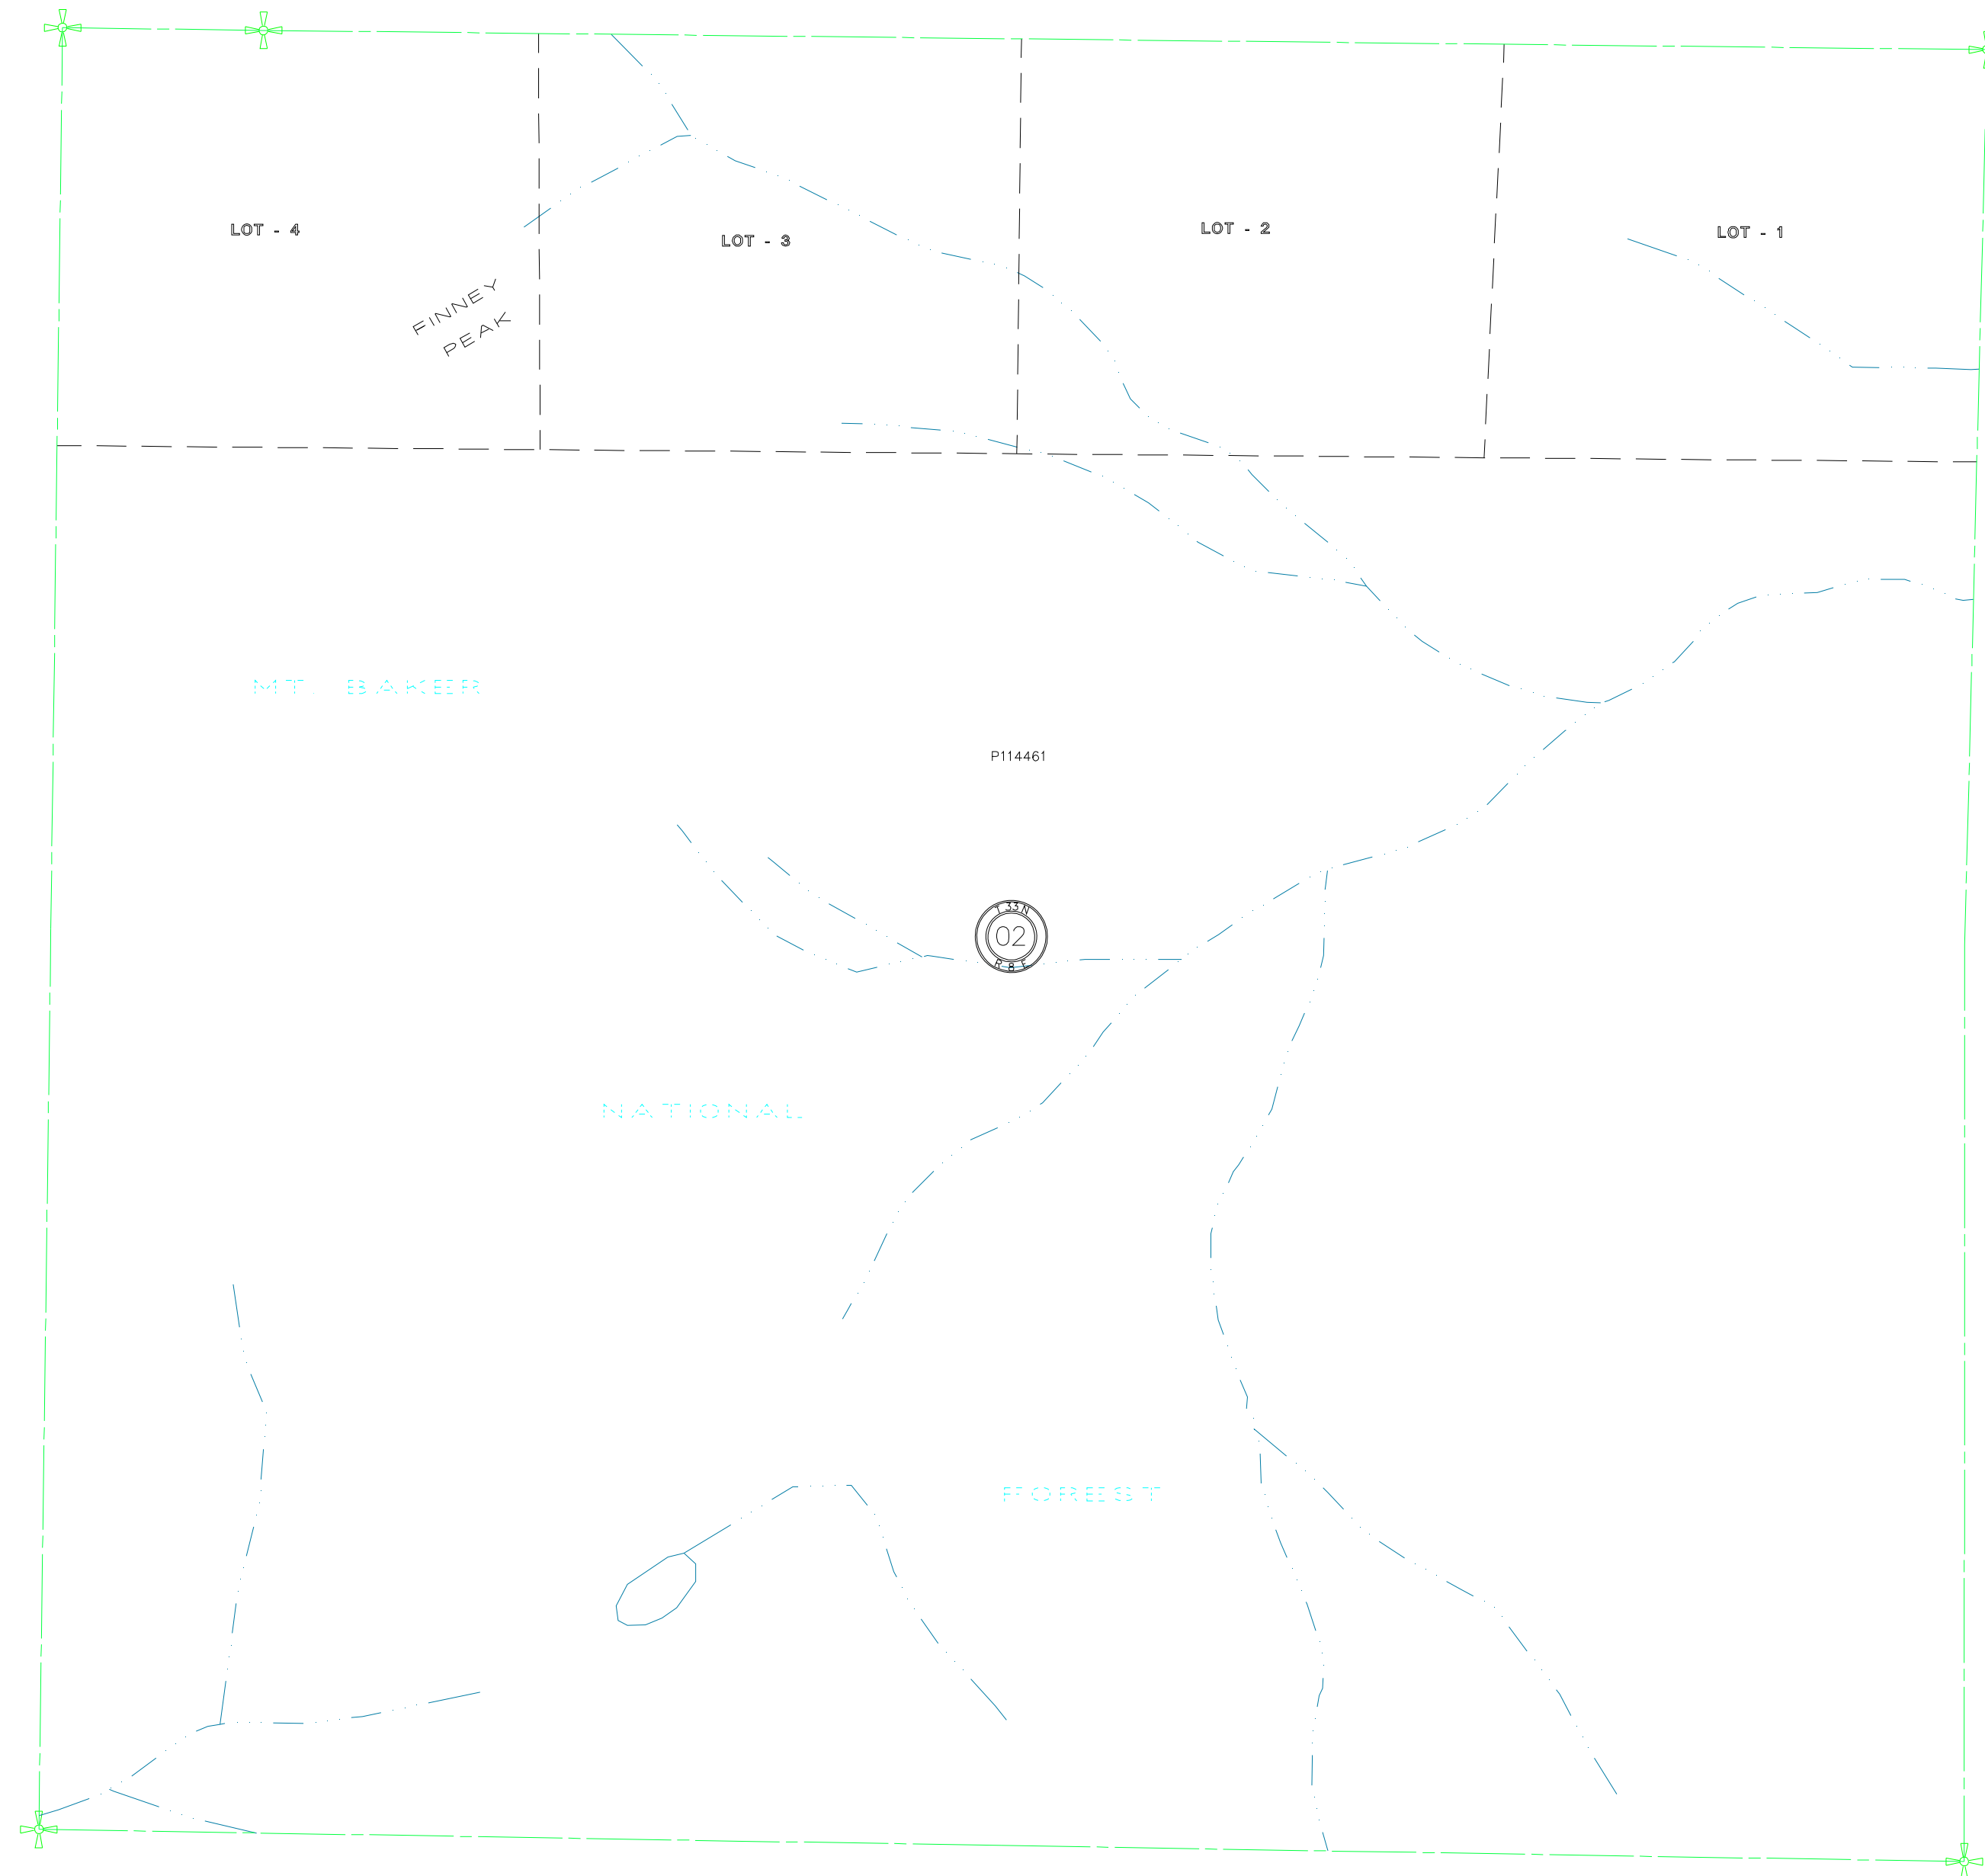 LOT - 4
LOT - 3
LOT - 2
LOT - 1
FINNEY
PEAK
MT. BAKER
P114461
T 33 N
02
R 8 E
NATIONAL
FOREST